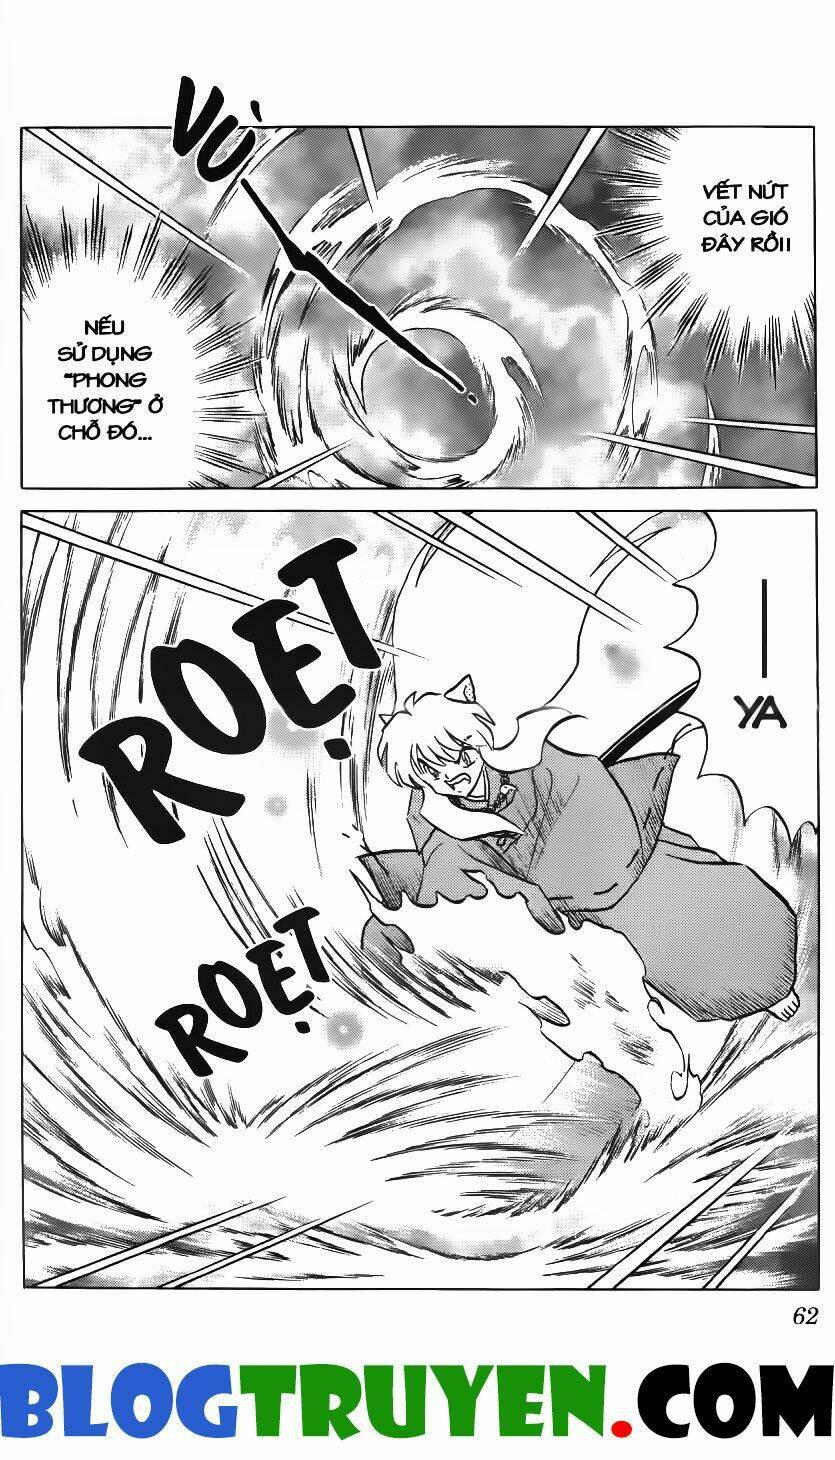 VÙ
VẾT NỨT
CỦA GIÓ
ĐÂY RỒI!
NẾU
SỬ DỤNG
"PHONG
THƯƠNG" Ở
CHỖ ĐÓ...
ROẸT
YA
ROẸT
62
BLOGTRUYEN.COM